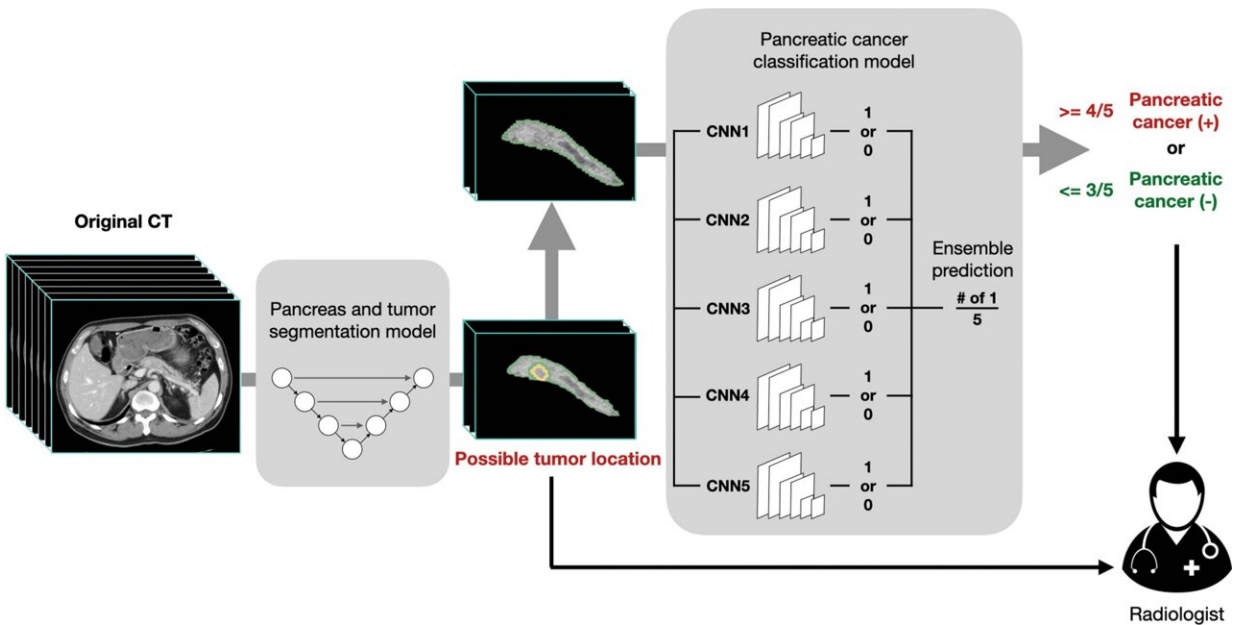 Original CT
Pancreas and tumor
segmentation model
Possible tumor location
Pancreatic cancer
classification model
CNN1
1
or
0
CNN2
1
or
0
CNN3
1
or
0
CNN4
1
or
0
CNN5
1
or
0
Ensemble
prediction
# of 1
5
>= 4/5 Pancreatic
cancer (+)
or
<= 3/5 Pancreatic
cancer (-)
Radiologist